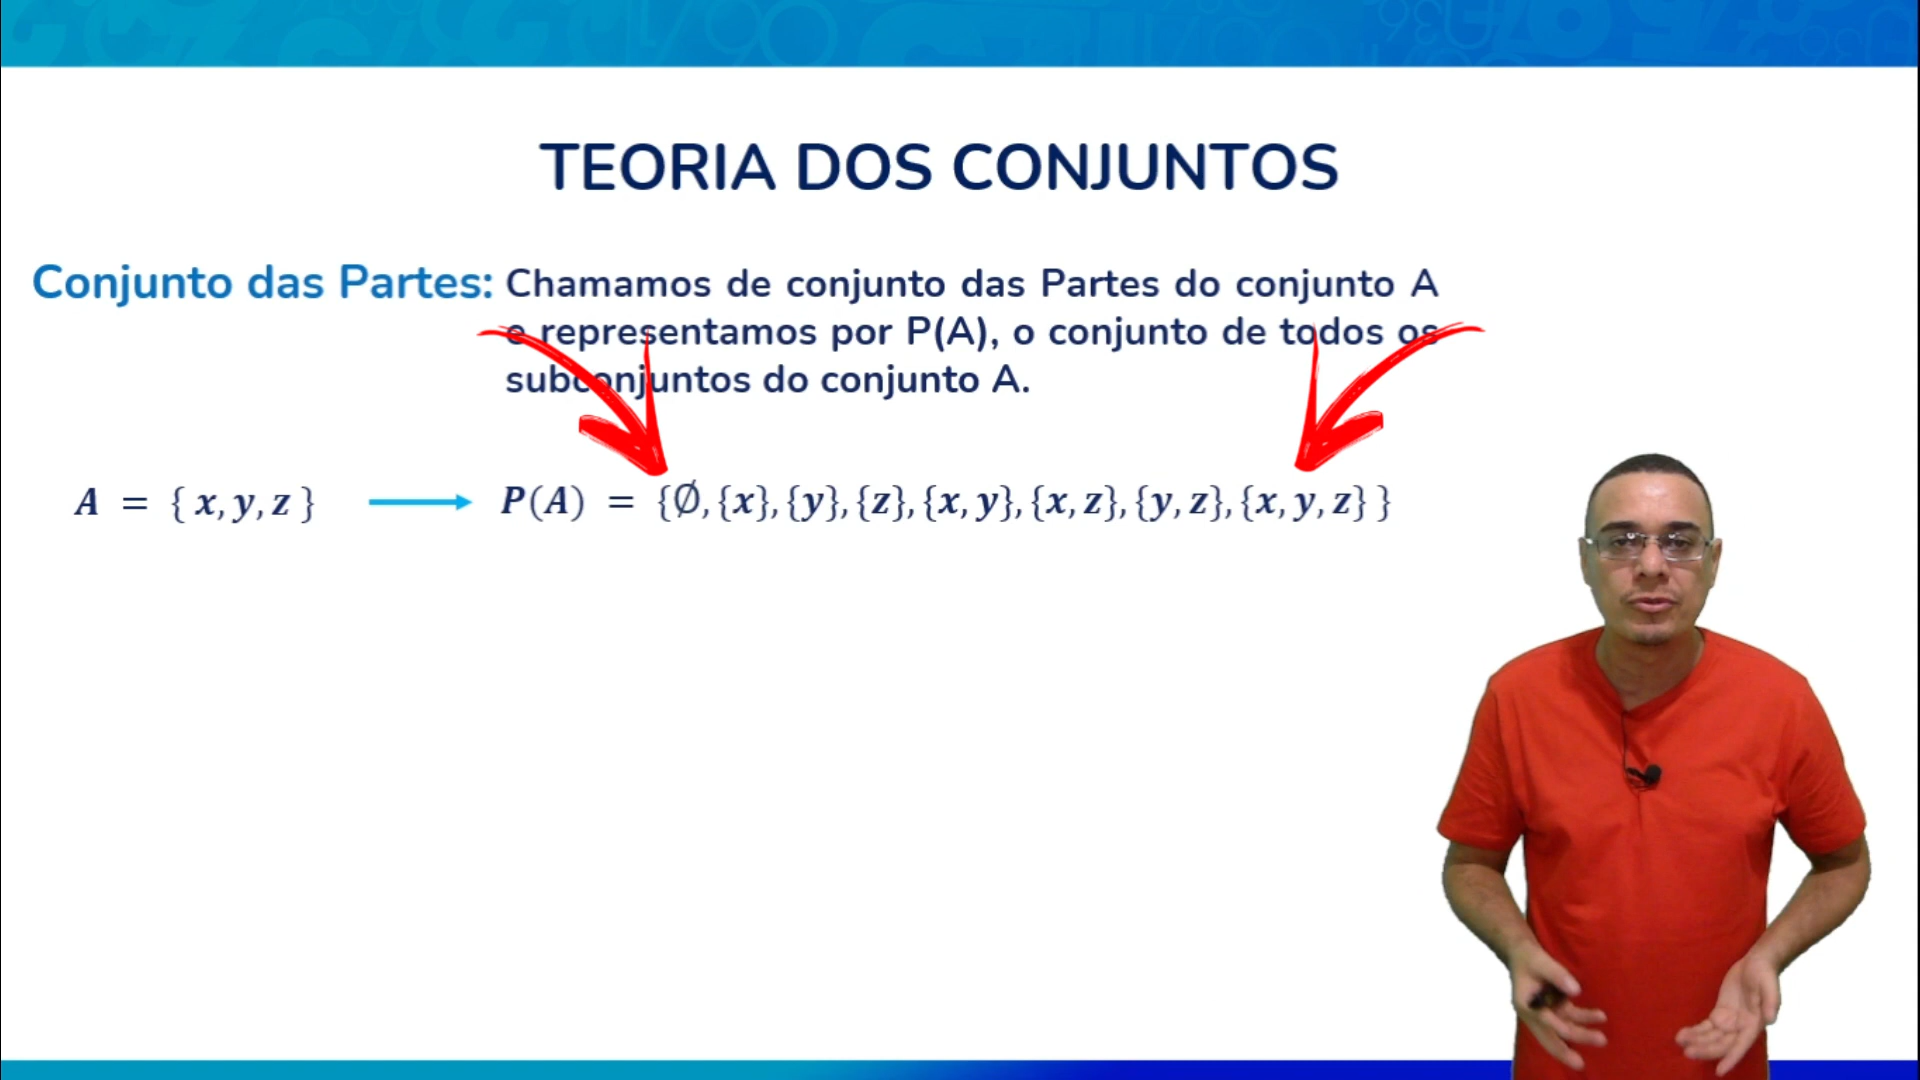 TEORIA DOS CONJUNTOS
Conjunto das Partes: Chamamos de conjunto das Partes do conjunto A
e representamos por P(A), o conjunto de todos os
subconjuntos do conjunto A.
A = { x, y, z } → P(A) = {∅, {x}, {y}, {z}, {x, y}, {x, z}, {y, z}, {x, y, z} }